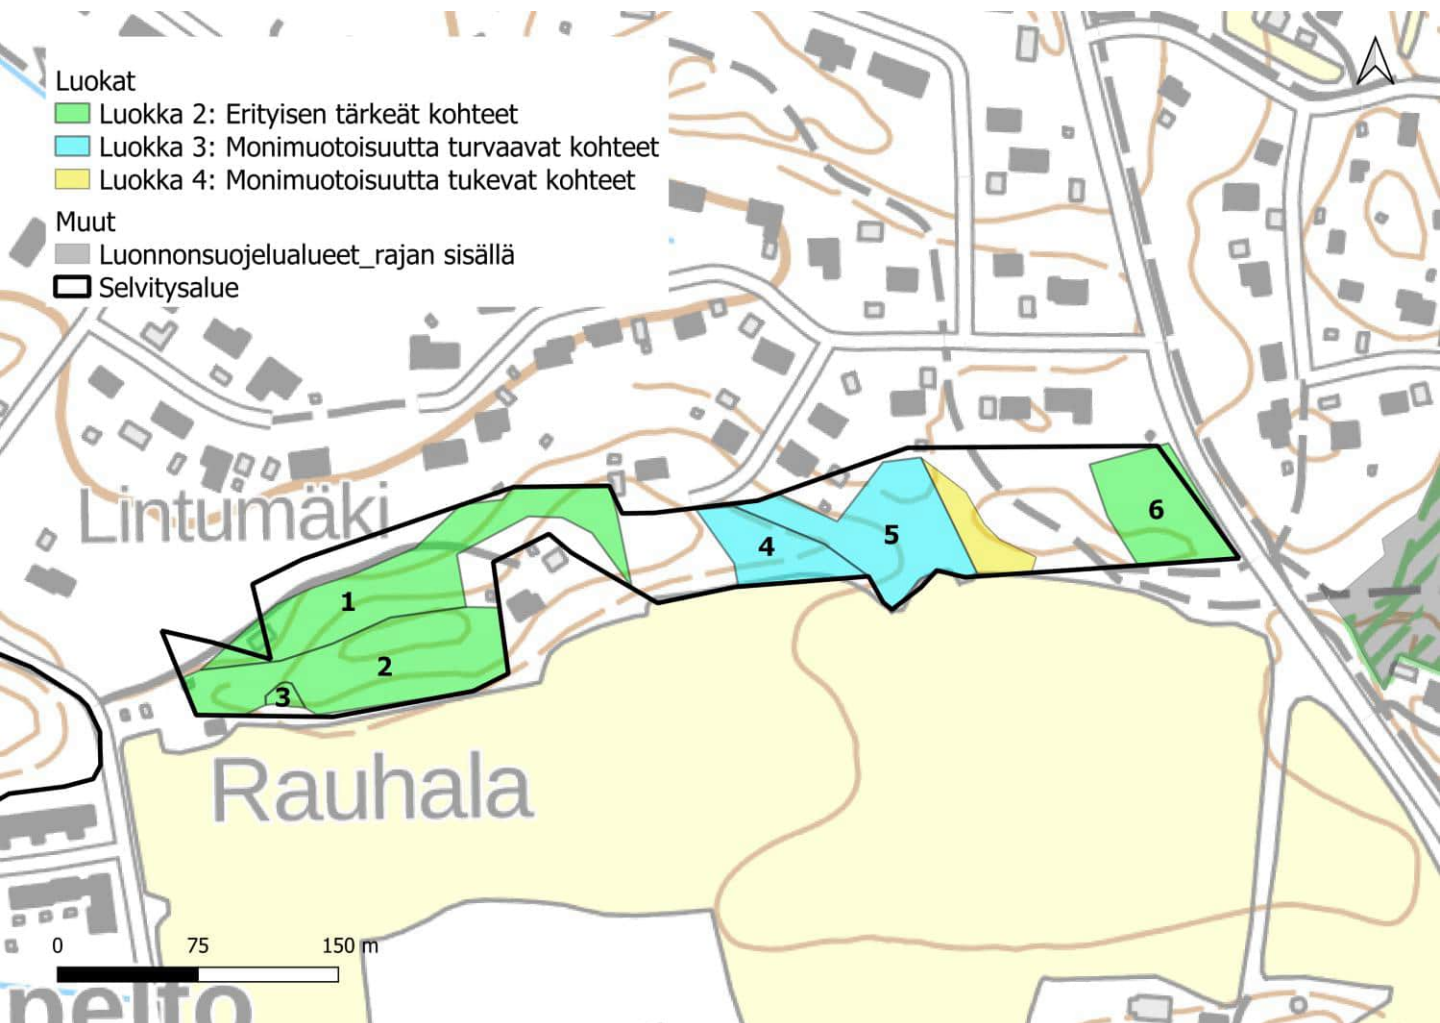 Luokat
Luokka 2: Erityisen tärkeät kohteet
Luokka 3: Monimuotoisuutta turvaavat kohteet
Luokka 4: Monimuotoisuutta tukevat kohteet
Muut
Luonnonsuojelualueet_rajan sisällä
Selvitysalue
Lintumäki
6
5
4
1
2
3
Rauhala
0 75 150 m
pelto